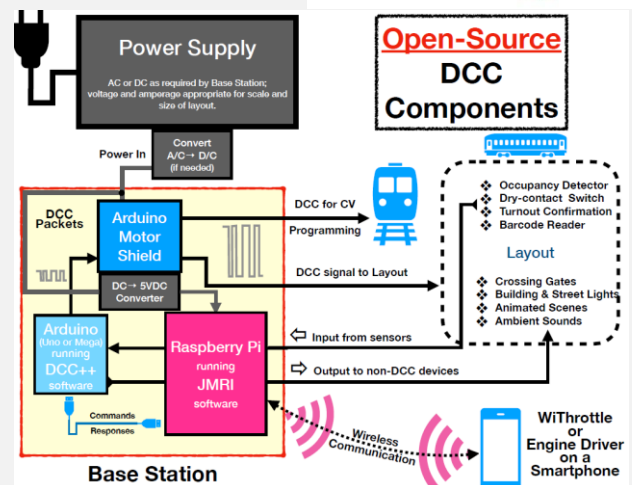 Power Supply
AC or DC as required by Base Station;
voltage and amperage appropriate for scale and
size of layout.
Open-Source
DCC
Components
Power In
Convert
A/C→ D/C
(if needed)
DCC
Packets
Arduino
Motor
Shield
DCC for CV
Programming
DCC signal to Layout
DC→ 5VDC
Converter
❖ Occupancy Detector
❖ Dry-contact Switch
❖ Turnout Confirmation
❖ Barcode Reader
Layout
❖ Crossing Gates
❖ Building & Street Lights
❖ Animated Scenes
❖ Ambient Sounds
Arduino
(Uno or Mega)
running
DCC++
software
Raspberry Pi
running
JMRI
software
Input from sensors
Output to non-DCC devices
Commands
Responses
Wireless
Communication
WiThrottle
or
Engine Driver
on a
Smartphone
Base Station